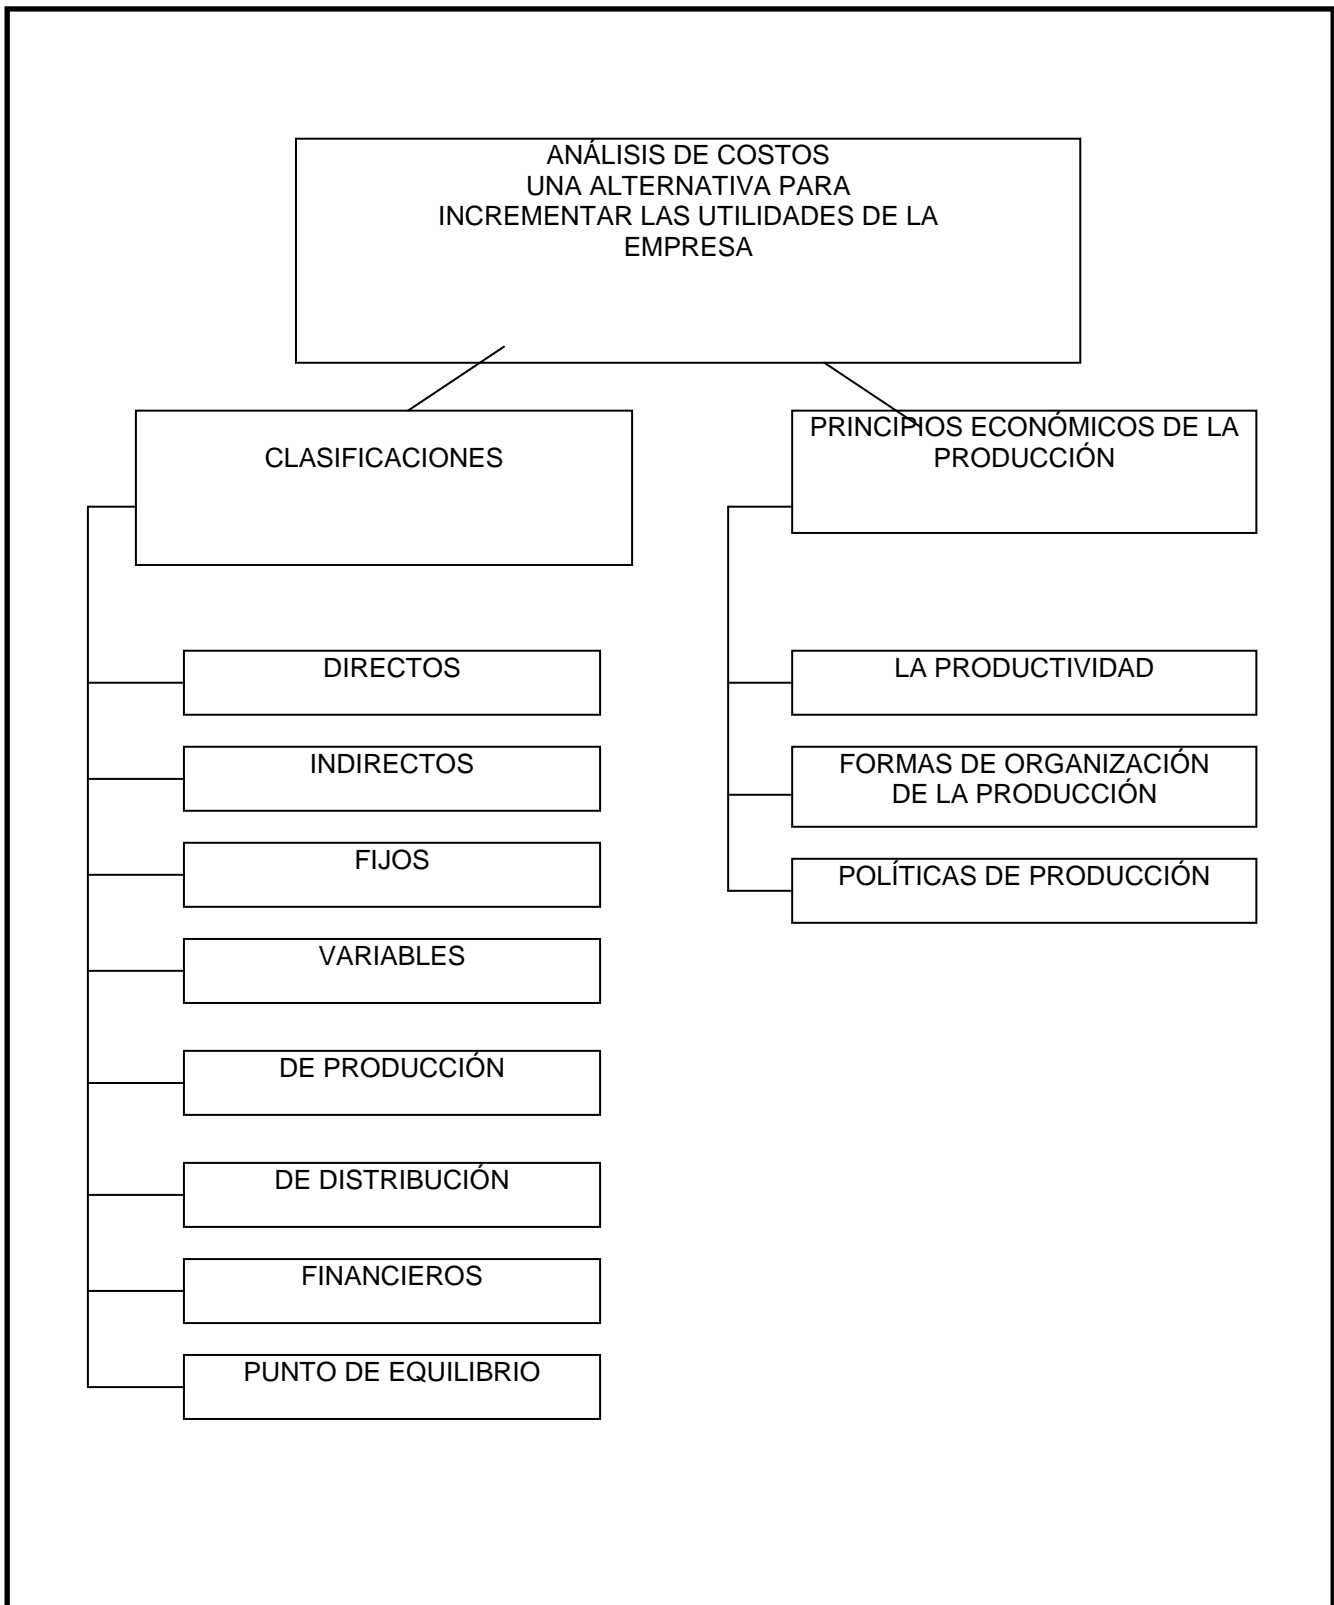 ANÁLISIS DE COSTOS
UNA ALTERNATIVA PARA
INCREMENTAR LAS UTILIDADES DE LA
EMPRESA
CLASIFICACIONES
DIRECTOS
INDIRECTOS
FIJOS
VARIABLES
DE PRODUCCIÓN
DE DISTRIBUCIÓN
FINANCIEROS
PUNTO DE EQUILIBRIO
PRINCIPIOS ECONÓMICOS DE LA
PRODUCCIÓN
LA PRODUCTIVIDAD
FORMAS DE ORGANIZACIÓN
DE LA PRODUCCIÓN
POLÍTICAS DE PRODUCCIÓN